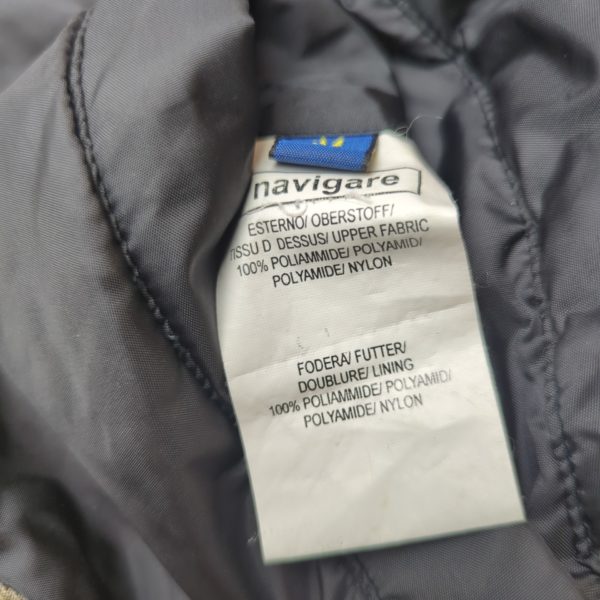 navigare
ESTERNO/ OBERSTOFF/
TISSU D DESSUS/ UPPER FABRIC
100% POLIAMMIDE/ POLYAMID/
POLYAMIDE/ NYLON
FODERA/ FUTTER/
DOUBLURE/ LINING
100% POLIAMMIDE/ POLYAMID/
POLYAMIDE/ NYLON